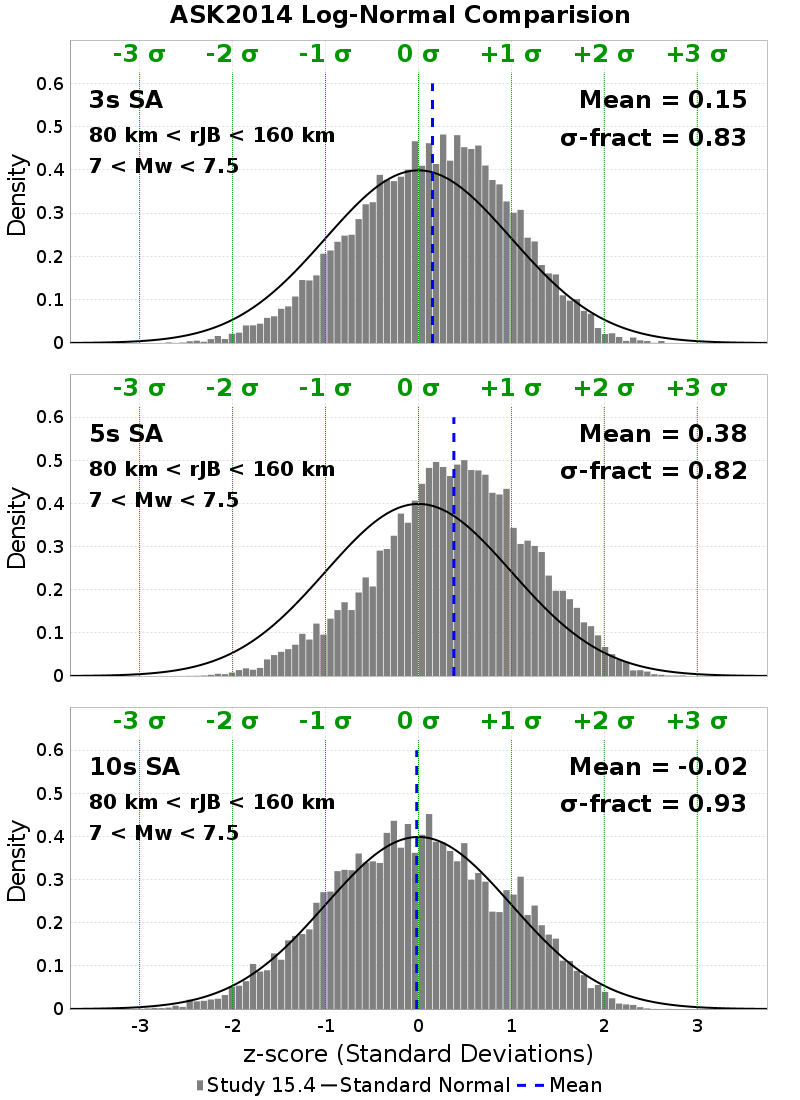 ASK2014 Log-Normal Comparision
-3 σ -2 σ -1 σ 0 σ +1 σ +2 σ +3 σ
3s SA
Mean = 0.15
80 km < rJB < 160 km
σ-fract = 0.83
7 < Mw < 7.5
Density
0.6
0.5
0.4
0.3
0.2
0.1
0
-3 σ -2 σ -1 σ 0 σ +1 σ +2 σ +3 σ
5s SA
Mean = 0.38
80 km < rJB < 160 km
σ-fract = 0.82
7 < Mw < 7.5
Density
0.6
0.5
0.4
0.3
0.2
0.1
0
-3 σ -2 σ -1 σ 0 σ +1 σ +2 σ +3 σ
10s SA
Mean = -0.02
80 km < rJB < 160 km
σ-fract = 0.93
7 < Mw < 7.5
Density
0.6
0.5
0.4
0.3
0.2
0.1
0
-3 -2 -1 0 1 2 3
z-score (Standard Deviations)
Study 15.4 Standard Normal Mean